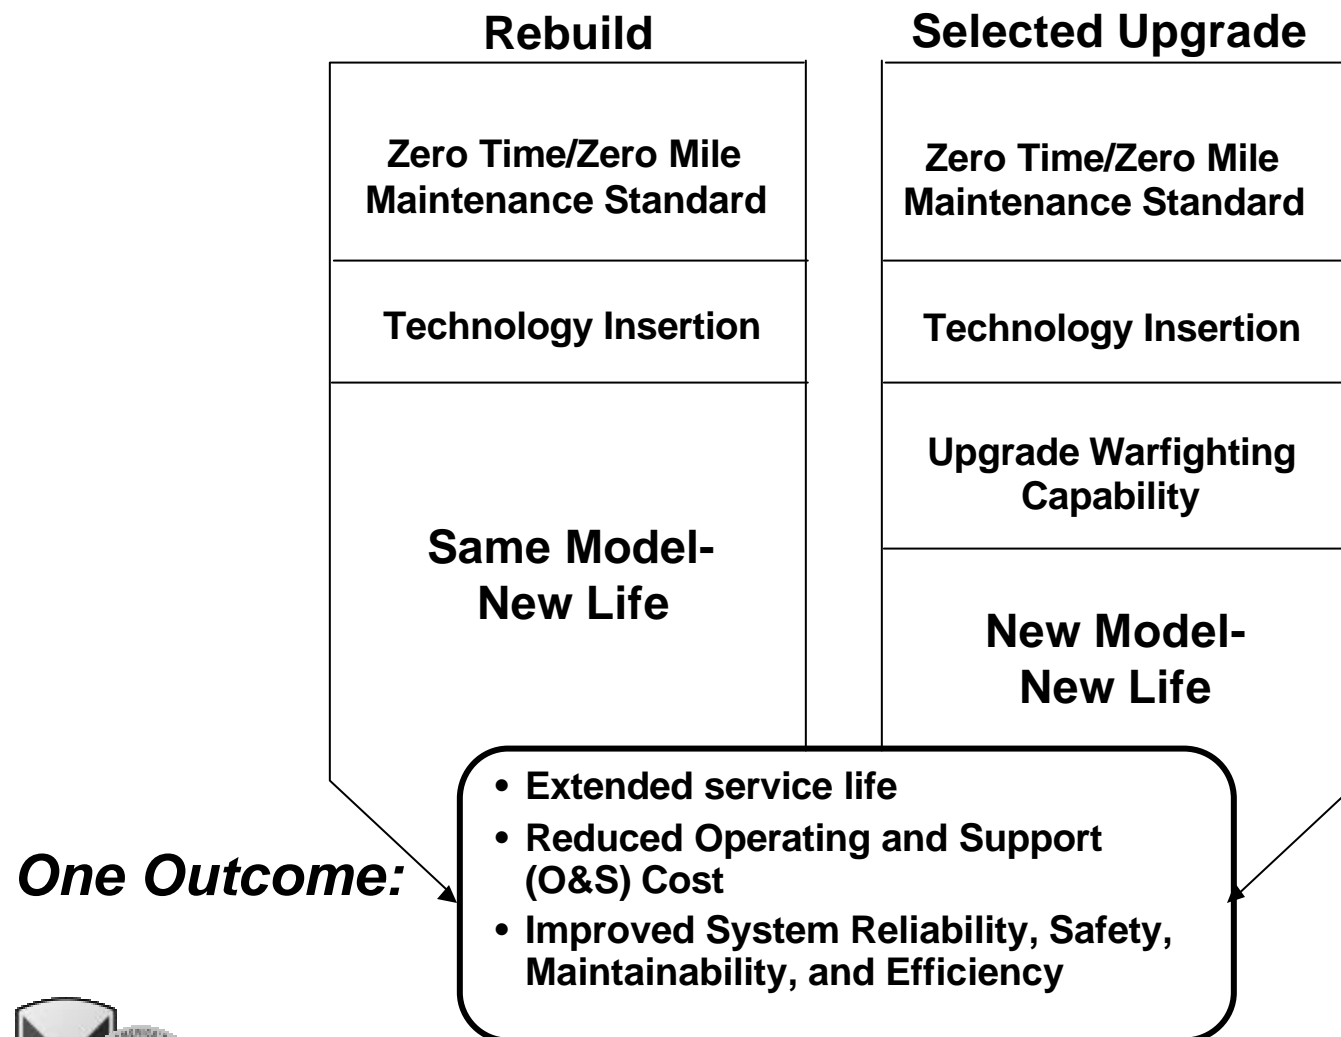 Rebuild
Zero Time/Zero Mile
Maintenance Standard
Technology Insertion
Same Model-
New Life
Selected Upgrade
Zero Time/Zero Mile
Maintenance Standard
Technology Insertion
Upgrade Warfighting
Capability
New Model-
New Life
One Outcome:
• Extended service life
• Reduced Operating and Support
(O&S) Cost
• Improved System Reliability, Safety,
Maintainability, and Efficiency